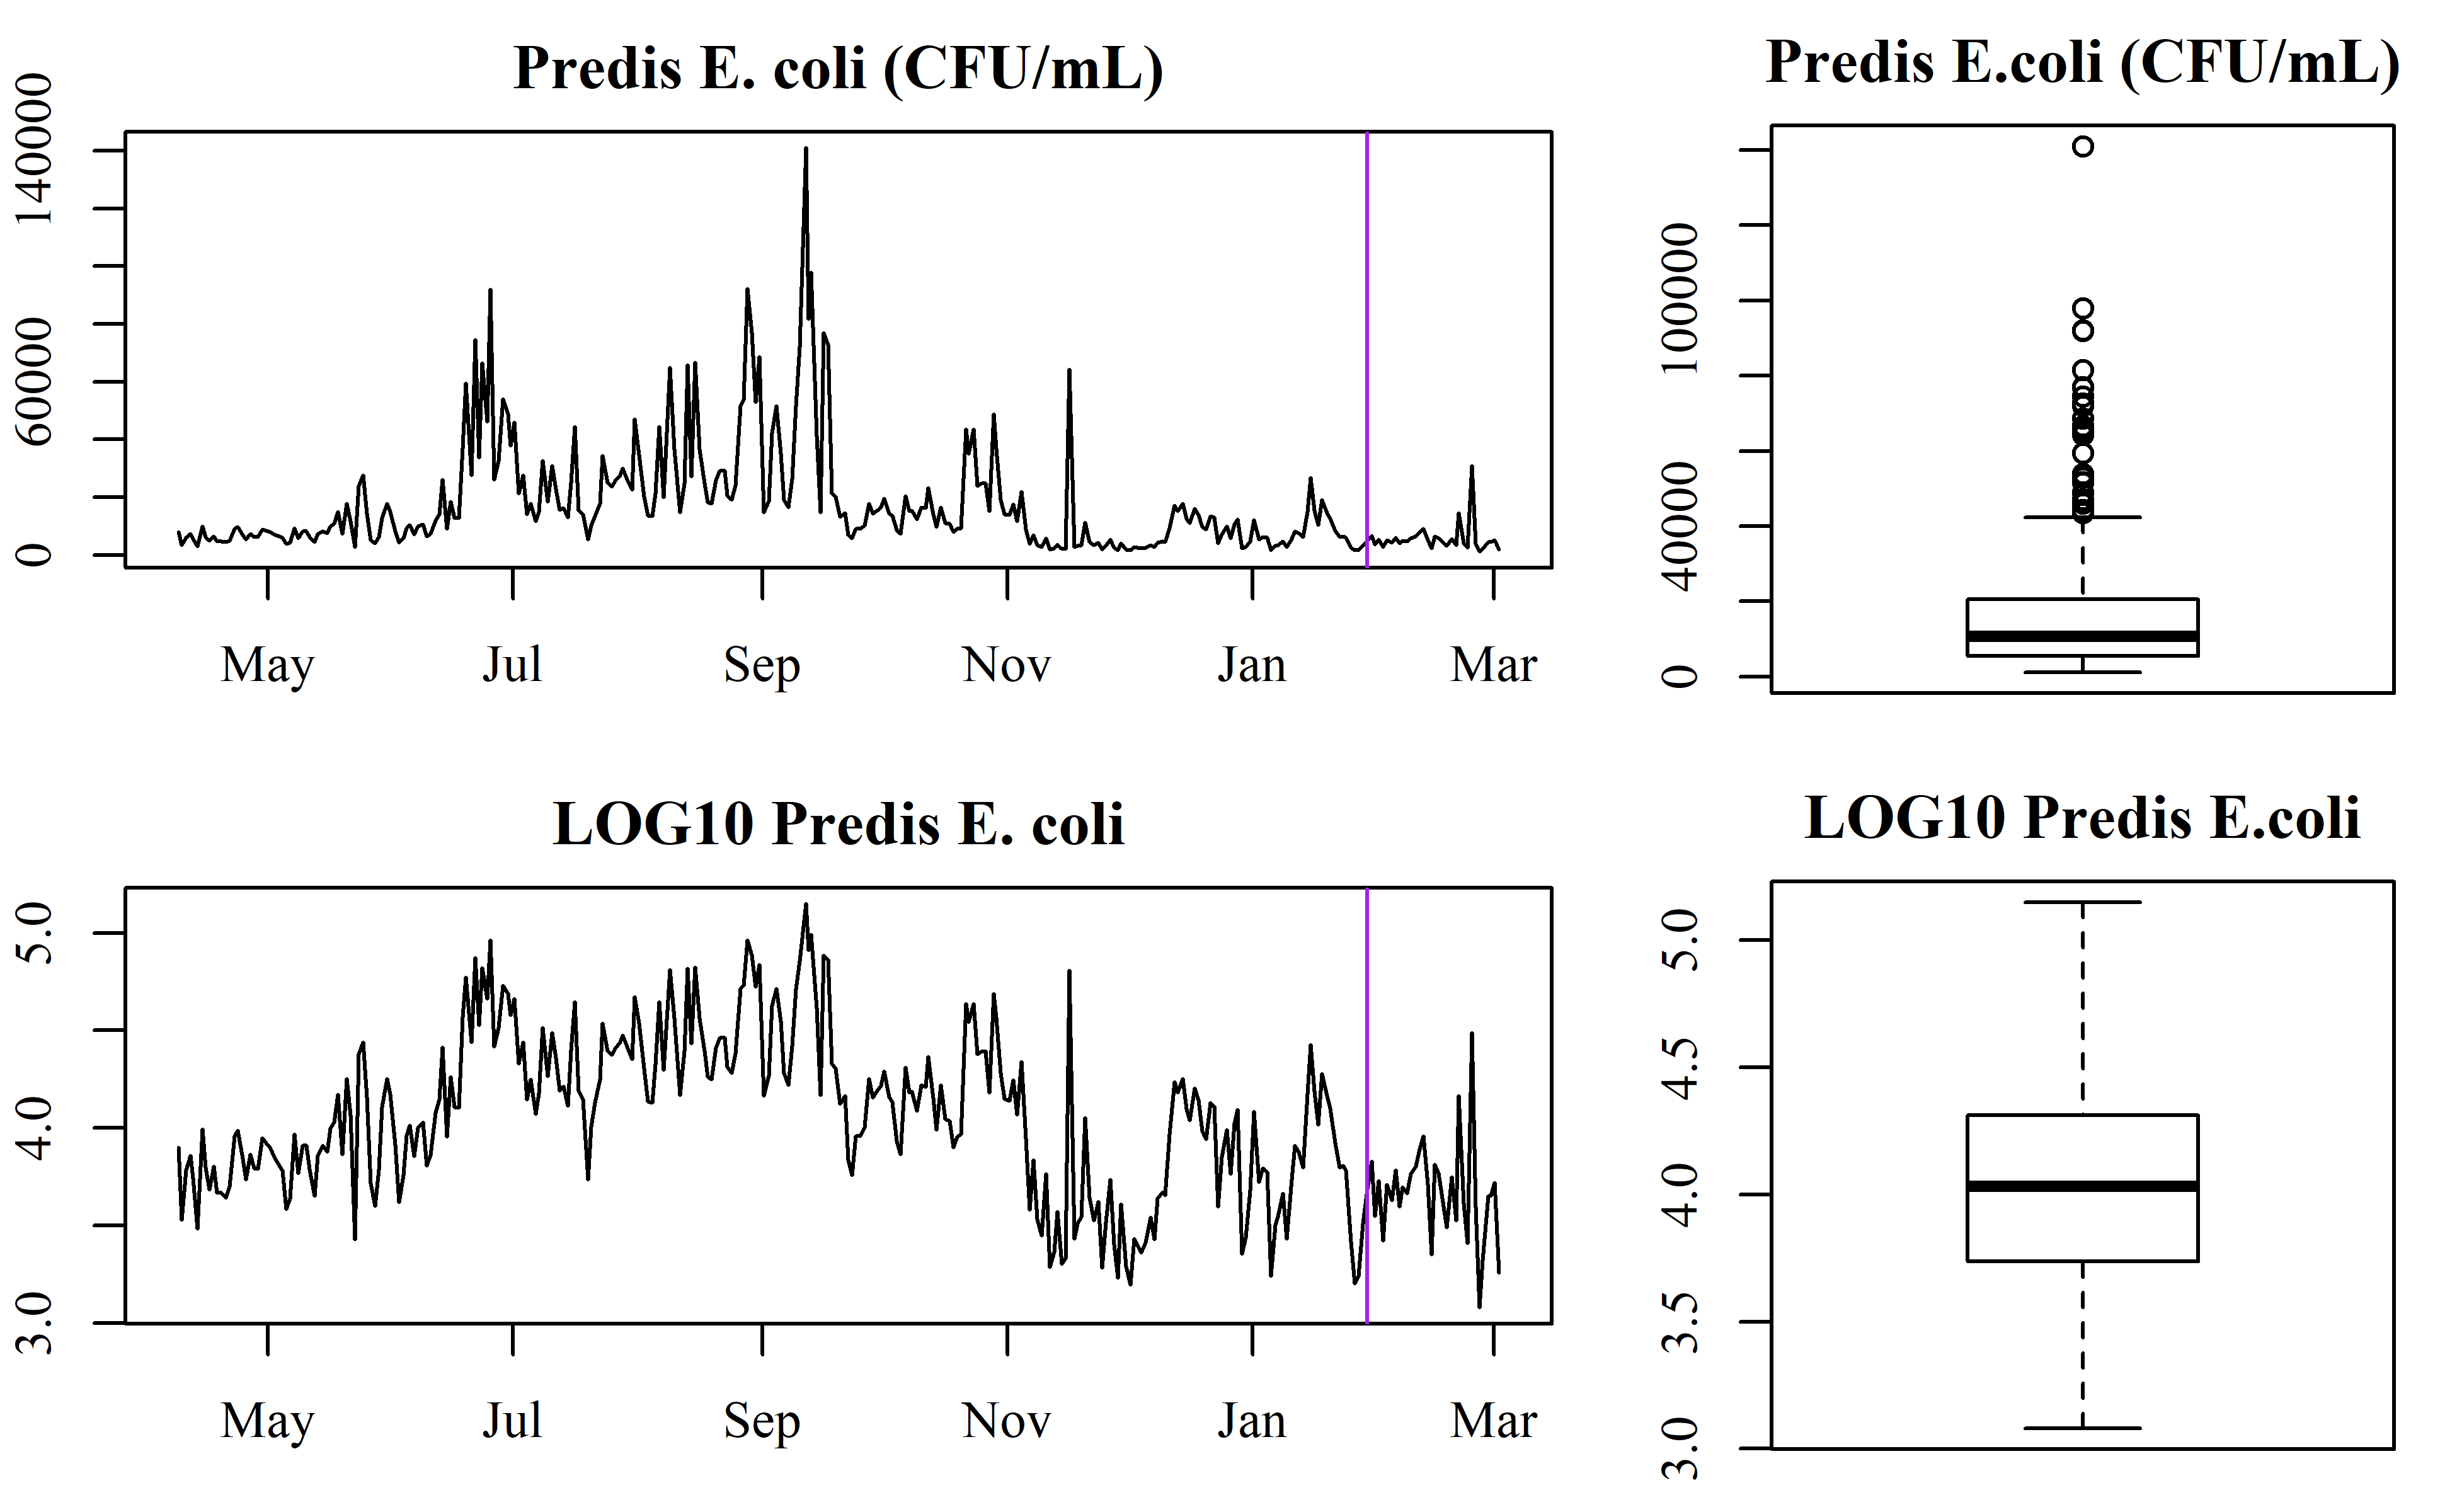 Predis E. coli (CFU/mL)
140000
60000
0
May Jul Sep Nov Jan Mar
Predis E.coli (CFU/mL)
100000
40000
0
LOG10 Predis E. coli
5.0
4.0
3.0
May Jul Sep Nov Jan Mar
LOG10 Predis E.coli
5.0
4.5
4.0
3.5
3.0